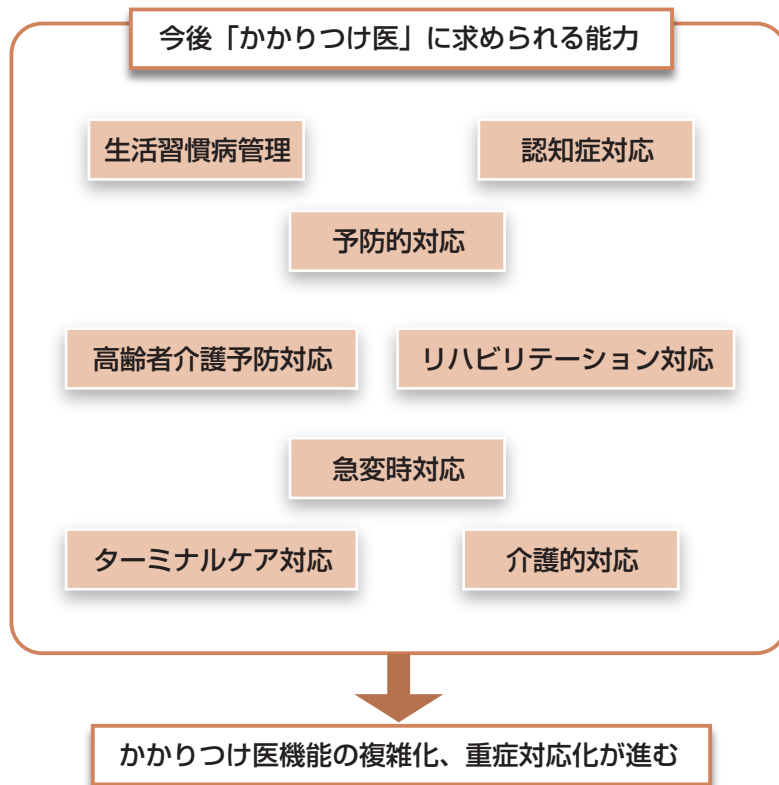 今後「かかりつけ医」に求められる能力
生活習慣病管理
認知症対応
予防的対応
高齢者介護予防対応
リハビリテーション対応
急変時対応
ターミナルケア対応
介護的対応
かかりつけ医機能の複雑化、重症対応化が進む